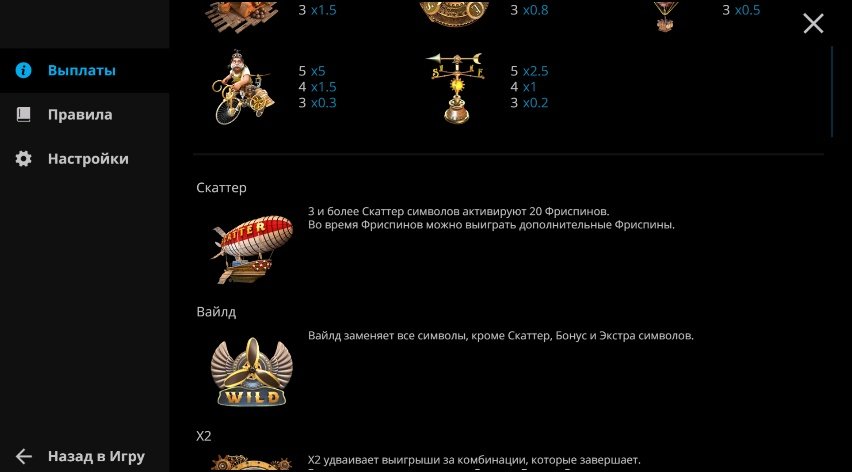 3 x1.5
3 x0.8
3 x0.5
Выплаты
5 x5
4 x1.5
3 x0.3
5 x2.5
4 x1
3 x0.2
Правила
Настройки
Скаттер
3 и более Скаттер символов активируют 20 Фриспинов.
Во время Фриспинов можно выиграть дополнительные Фриспины.
SCATTER
Вайлд
Вайлд заменяет все символы, кроме Скаттер, Бонус и Экстра символов.
WILD
X2
X2 удваивает выигрыши за комбинации, которые завершает.
Назад в Игру